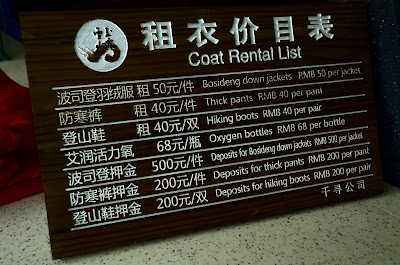 租衣价目表
Coat Rental List
波司登羽绒服 租 50元/件 Bosideng down jackets RMB 50 per jacket
防寒裤 租 40元/件 Thick pants RMB 40 per pant
登山鞋 租 40元/双 Hiking boots RMB 40 per pair
艾润活力氧 68元/瓶 Oxygen bottles RMB 68 per bottle
波司登押金 500元/件 Deposits for Bosideng down jackets RMB 500 per jacket
防寒裤押金 200元/件 Deposits for thick pants RMB 200 per pant
登山鞋押金 200元/双 Deposits for hiking boots RMB 200 per pair
千寻公司